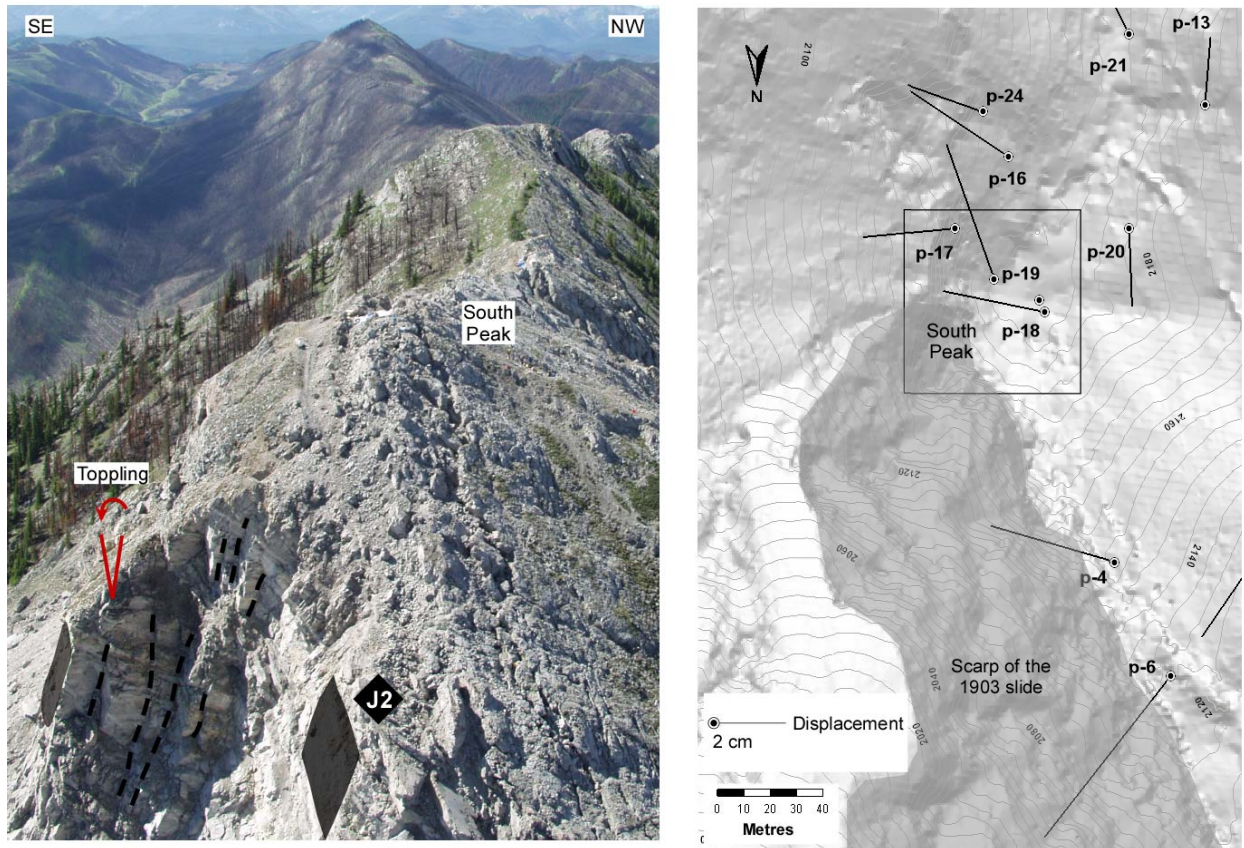 SE
NW
South
Peak
Toppling
J2
p-13
2100
p-21
N
p-24
p-16
p-17
p-19
p-20
2180
p-18
South
Peak
2160
2120
2060
2140
p-4
Scarp of the
1903 slide
p-6
2040
2120
2020
2080
Displacement
2 cm
0 10 20 30 40
Metres